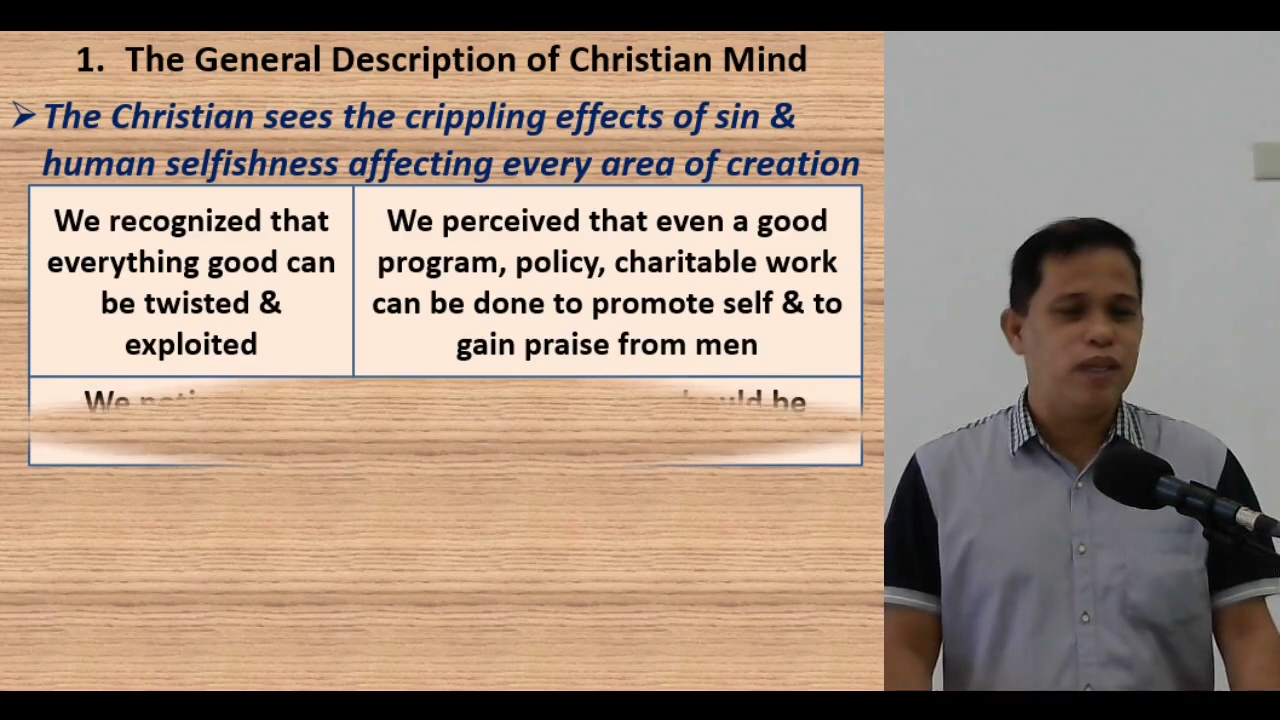 1. The General Description of Christian Mind
➢ The Christian sees the crippling effects of sin &
human selfishness affecting every area of creation
We recognized that
everything good can
be twisted &
exploited
We perceived that even a good
program, policy, charitable work
can be done to promote self & to
gain praise from men
We be